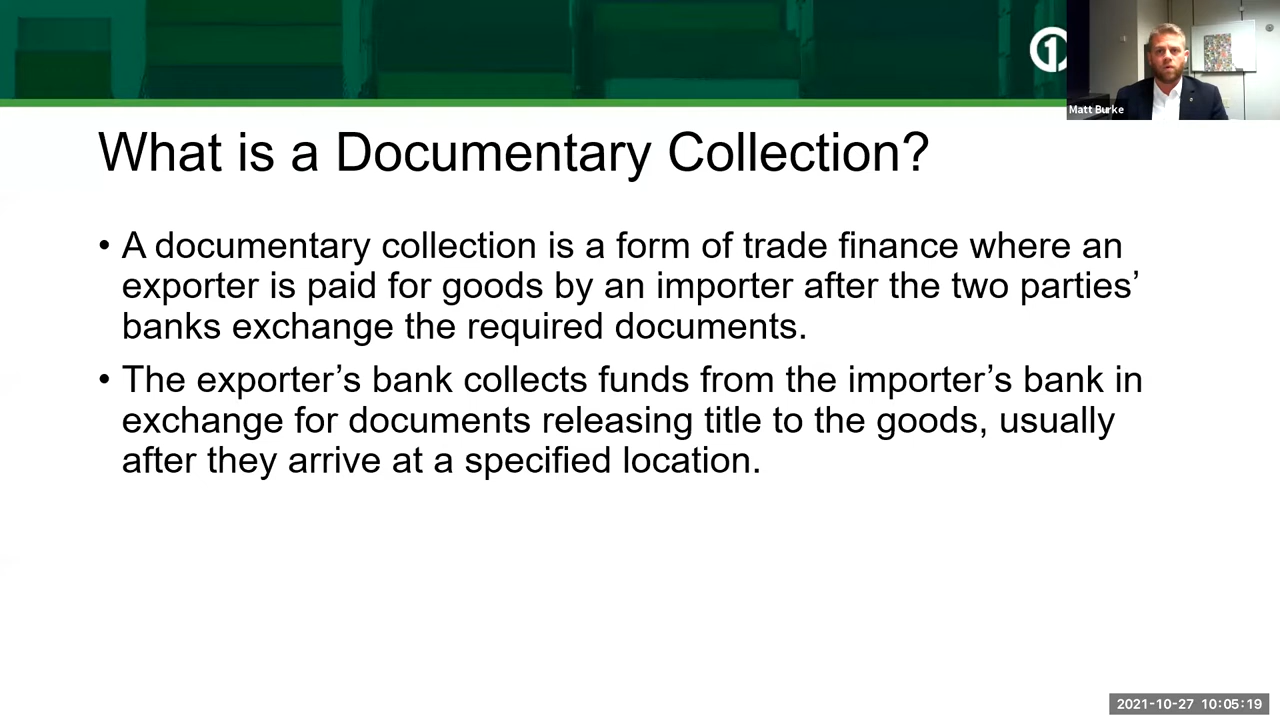 1
Matt Burke
What is a Documentary Collection?
• A documentary collection is a form of trade finance where an
exporter is paid for goods by an importer after the two parties’
banks exchange the required documents.
• The exporter’s bank collects funds from the importer’s bank in
exchange for documents releasing title to the goods, usually
after they arrive at a specified location.
2021-10-27 10:05:19